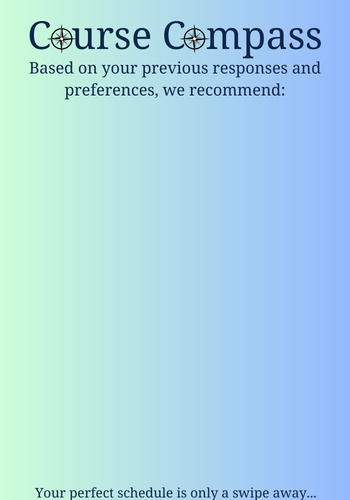 Course Compass
Based on your previous responses and
preferences, we recommend:
Your perfect schedule is only a swipe away...